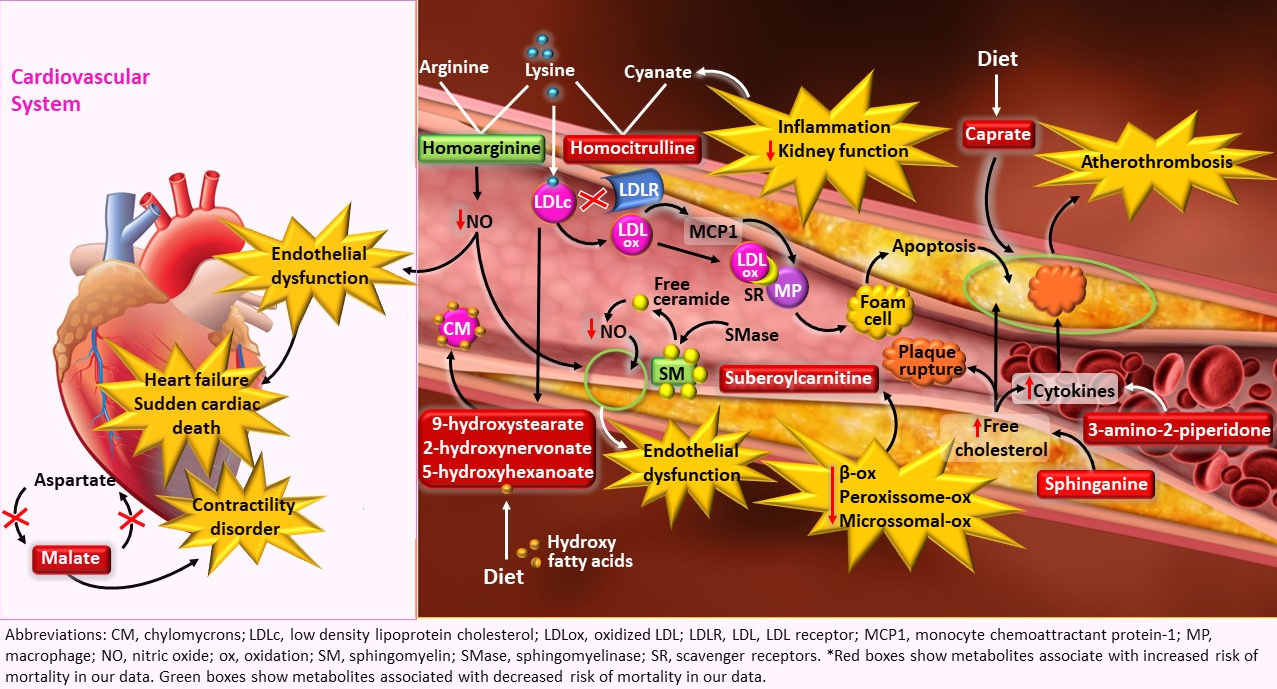 Cardiovascular
System
Arginine
Lysine
Cyanate
Homoarginine
Homocitrulline
Inflammation
Kidney function
Diet
Caprate
Atherothrombosis
LDLc
LDLR
NO
LDL
ox
MCP1
LDL
ox
SR
MP
Apoptosis
Foam
cell
Endothelial
dysfunction
CM
Free
ceramide
NO
SMase
SM
Suberoylcarnitine
Plaque
rupture
Cytokines
3-amino-2-piperidone
Free
cholesterol
Sphinganine
Heart failure
Sudden cardiac
death
9-hydroxystearate
2-hydroxynervonate
5-hydroxyhexanoate
Endothelial
dysfunction
β-ox
Peroxissome-ox
Microssomal-ox
Aspartate
Contractility
disorder
Malate
Hydroxy
fatty acids
Diet
Abbreviations: CM, chylomycrons; LDLc, low density lipoprotein cholesterol; LDLox, oxidized LDL; LDLR, LDL, LDL receptor; MCP1, monocyte chemoattractant protein-1; MP,
macrophage; NO, nitric oxide; ox, oxidation; SM, sphingomyelin; SMase, sphingomyelinase; SR, scavenger receptors. *Red boxes show metabolites associate with increased risk of
mortality in our data. Green boxes show metabolites associated with decreased risk of mortality in our data.